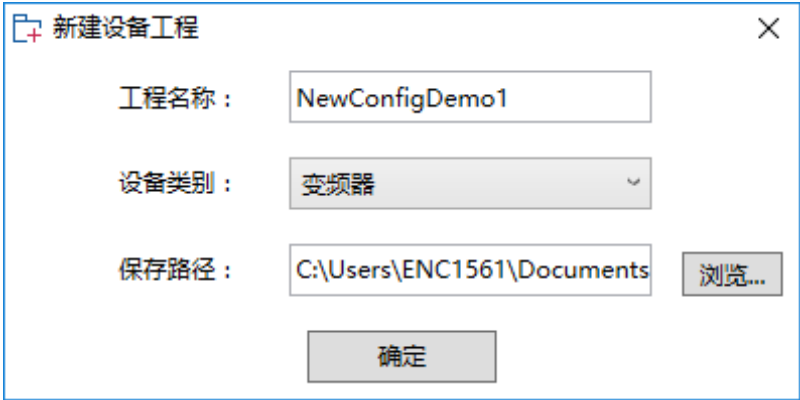 新建设备工程
工程名称： NewConfigDemo1
设备类别： 变频器
保存路径： C:\Users\ENC1561\Documents 浏览...
确定